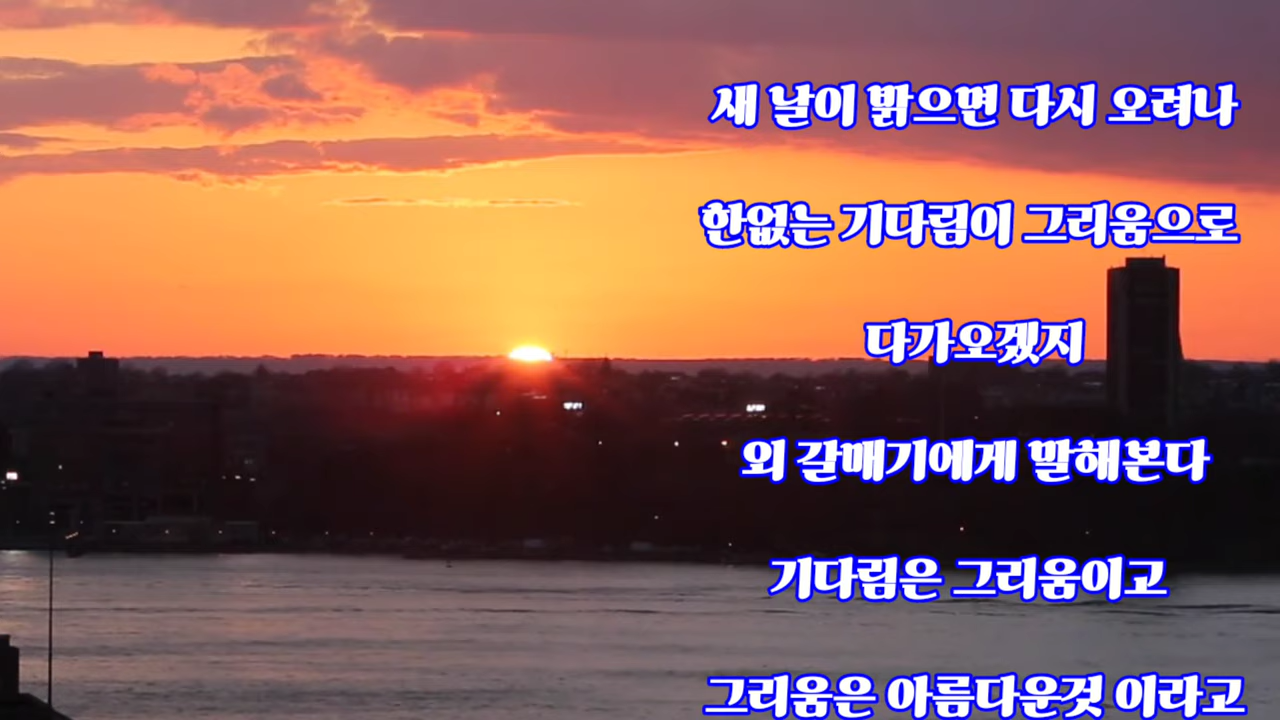 새 날이 밝으면 다시 오려나
한없는 기다림이 그리움으로
다가오겠지
외 갈매기에게 말해본다
기다림은 그리움이고
그리움은 아름다운것 이라고